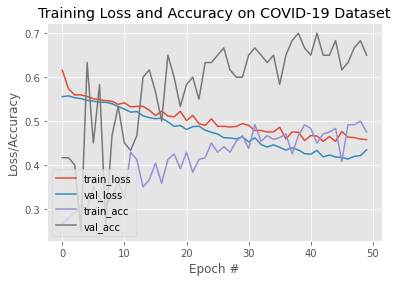 Training Loss and Accuracy on COVID-19 Dataset
Loss/Accuracy
0.7
0.6
0.5
0.4
0.3
train_loss
val_loss
train_acc
val_acc
0
10
20
30
40
50
Epoch #